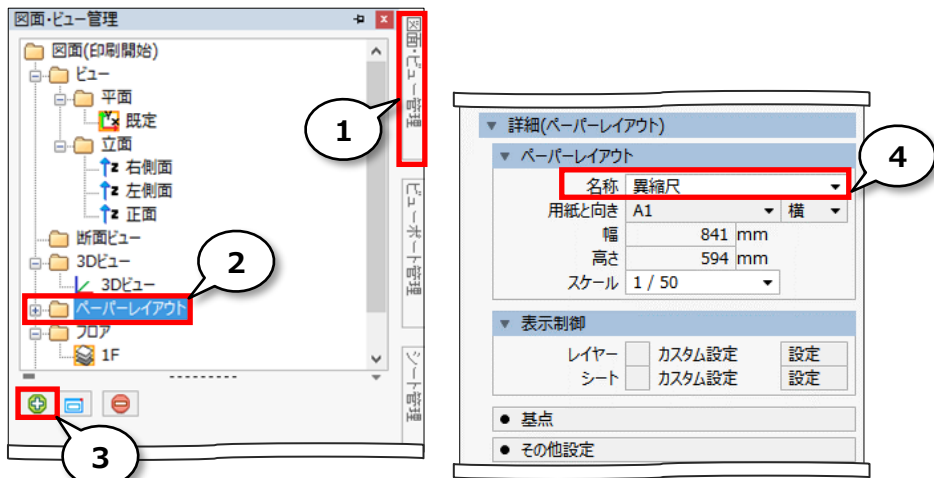 図面・ビュー管理
図面(印刷開始)
ビュー
平面
既定
立面
右側面
左側面
正面
断面ビュー
3Dビュー
3Dビュー
ペーパーレイアウト
フロア
1F
図面・ビュー管理
ビューポート管理
シート管理
1
2
3
詳細(ペーパーレイアウト)
ペーパーレイアウト
名称 異縮尺
用紙と向き A1 横
幅 841 mm
高さ 594 mm
スケール 1 / 50
表示制御
レイヤー カスタム設定 設定
シート カスタム設定 設定
基点
その他設定
4